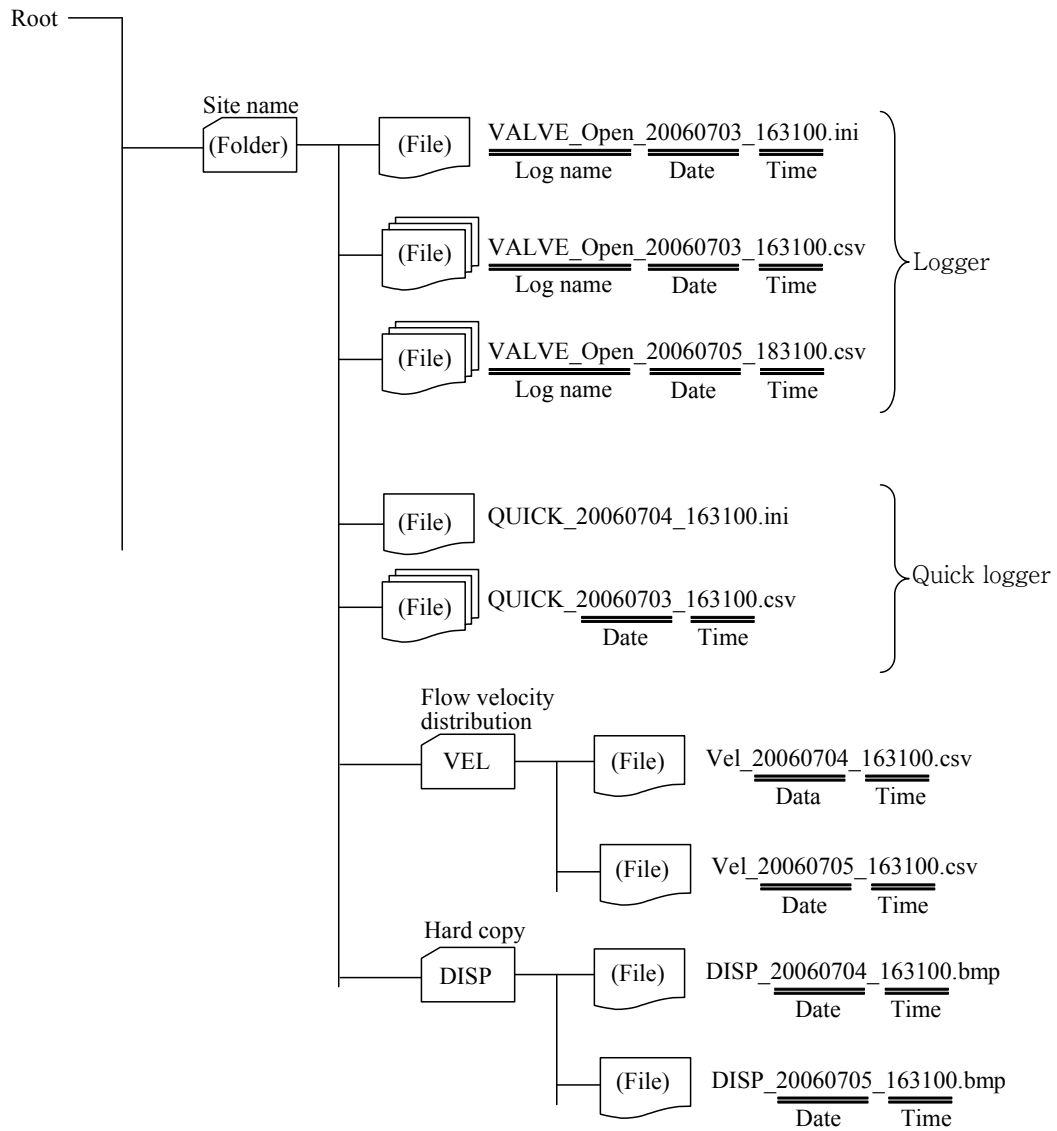 Root
Site name
(Folder)
(File) VALVE_Open_20060703_163100.ini
Log name Date Time
(File) VALVE_Open_20060703_163100.csv
Log name Date Time
Logger
(File) VALVE_Open_20060705_183100.csv
Log name Date Time
(File) QUICK_20060704_163100.ini
Quick logger
(File) QUICK_20060703_163100.csv
Date Time
Flow velocity
distribution
VEL (File) Vel_20060704_163100.csv
Data Time
(File) Vel_20060705_163100.csv
Date Time
Hard copy
DISP (File) DISP_20060704_163100.bmp
Date Time
(File) DISP_20060705_163100.bmp
Date Time